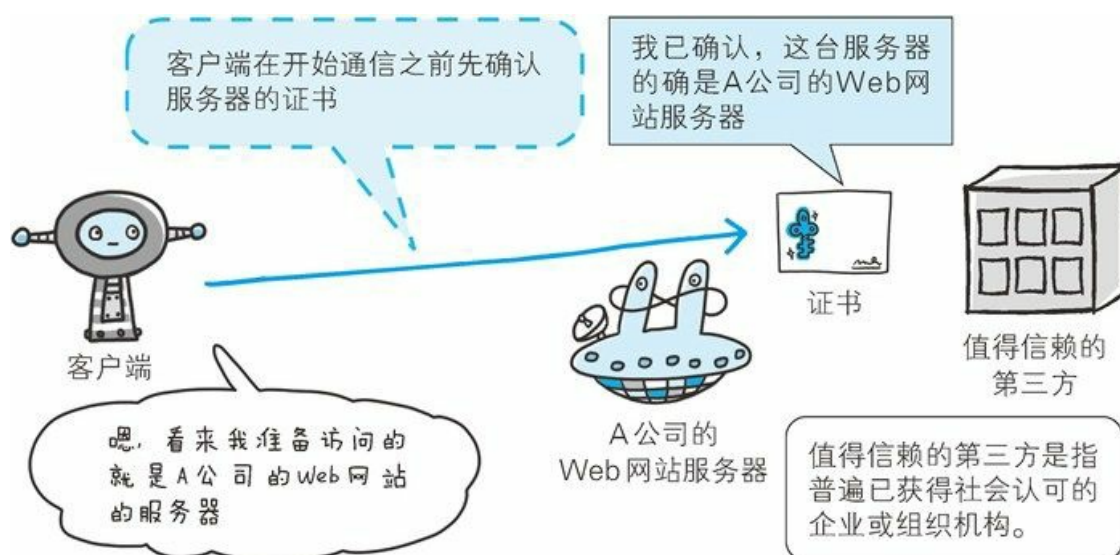 客户端在开始通信之前先确认
服务器的证书
我已确认，这台服务器
的确是A公司的Web网
站服务器
证书
客户端
值得信赖的
第三方
嗯，看来我准备访问的
就是A公司的Web网站
的服务器
A公司的
Web网站服务器
值得信赖的第三方是指
普遍已获得社会认可的
企业或组织机构。